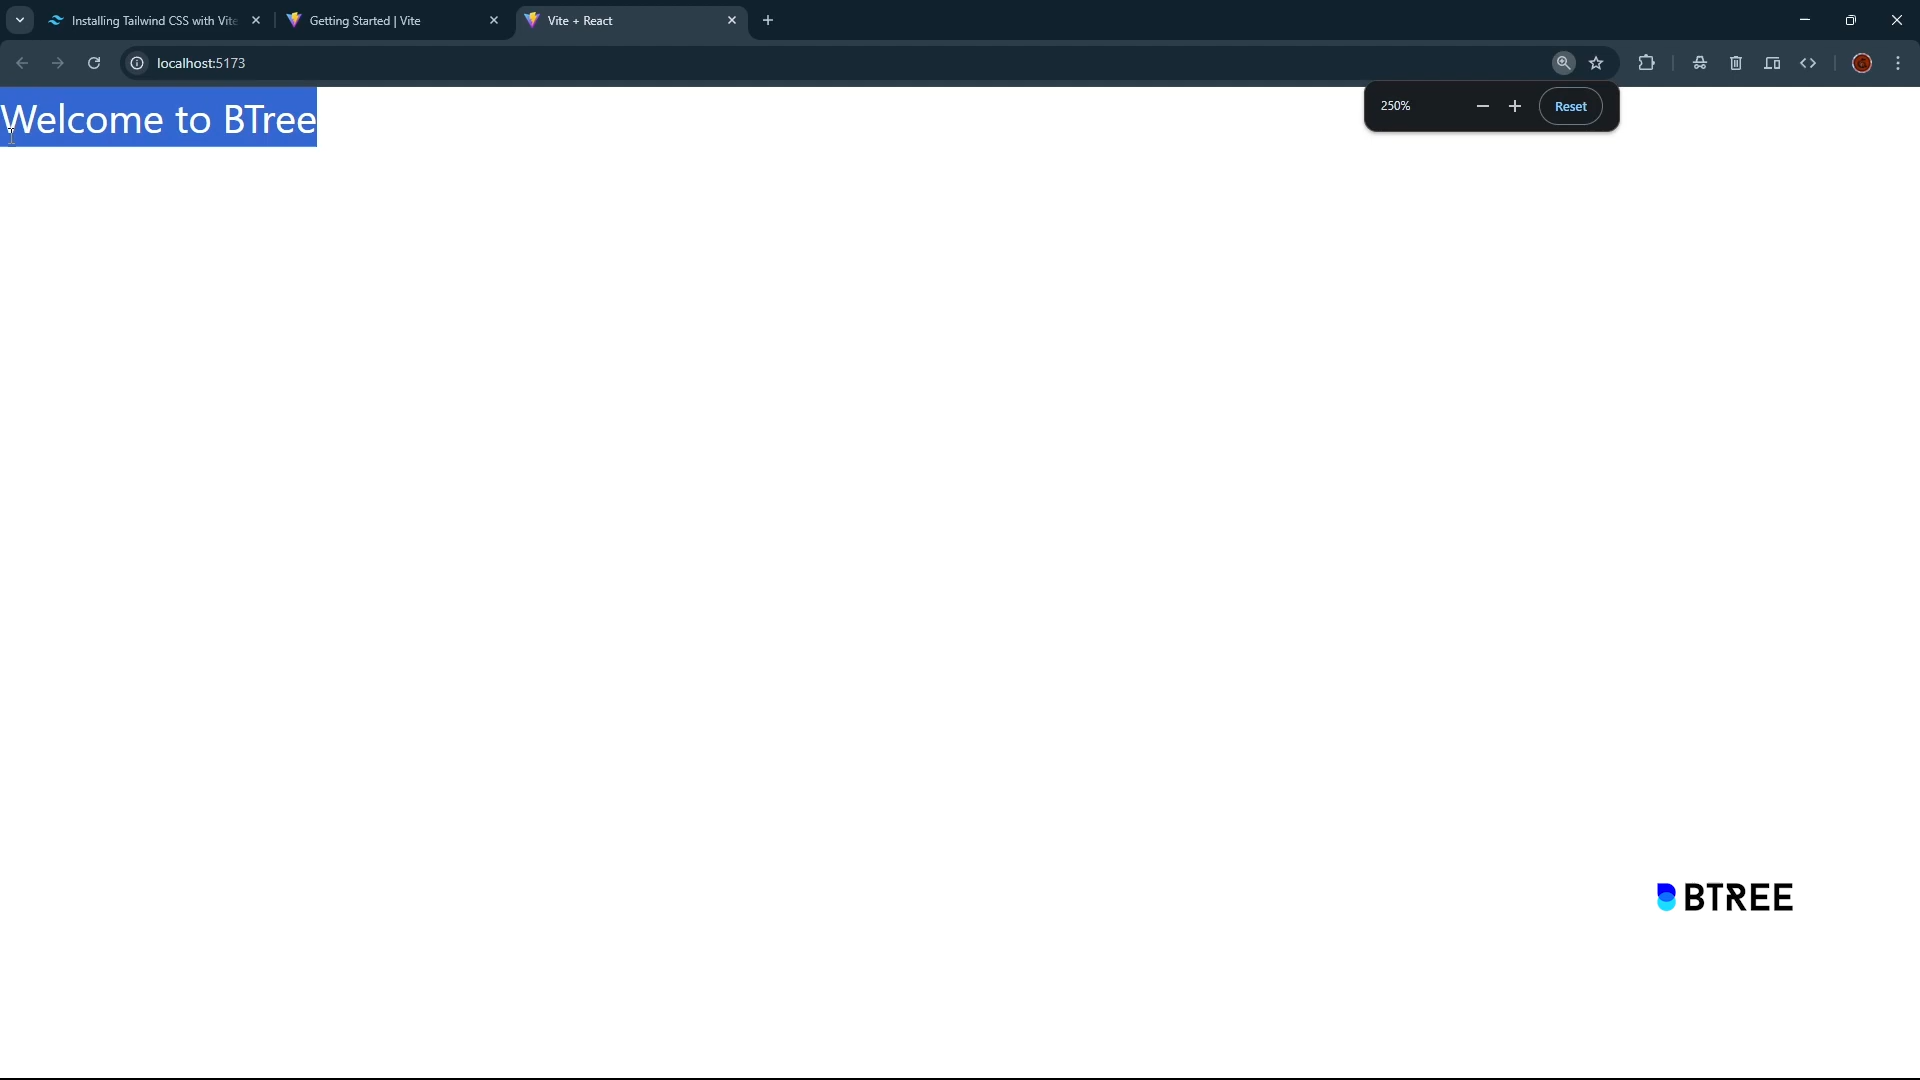 Installing Tailwind CSS with Vite
Getting Started | Vite
Vite + React
localhost:5173
250%
Reset
Welcome to BTree
BTREE